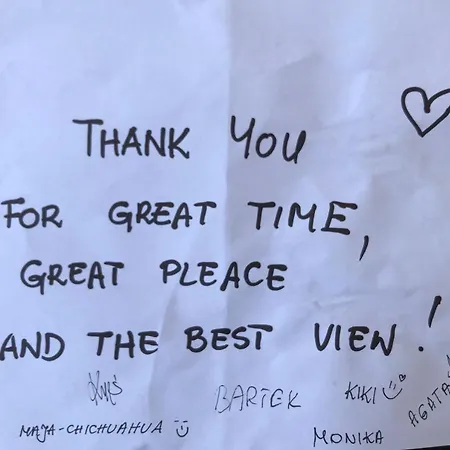 THANK YOU
FOR GREAT TIME,
GREAT PLEACE
AND THE BEST VIEW!
BARTEK KIKI AGATA
MAJA-CHICHUAHUA
MONIKA